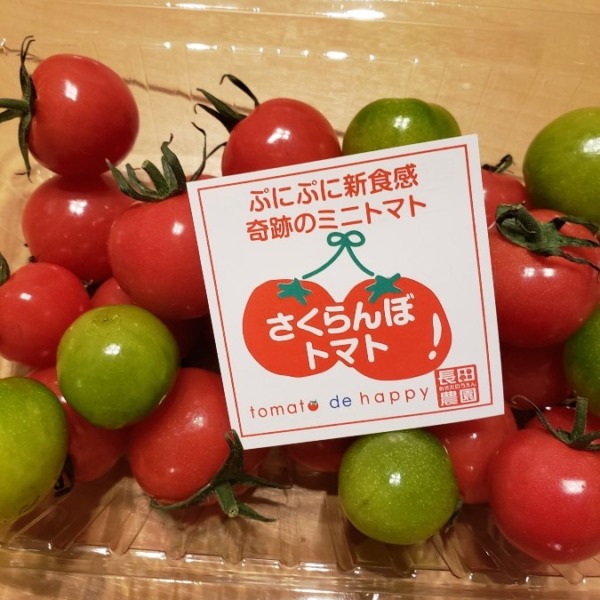 ぷにぷに新食感
奇跡のミニトマト
さくらんぼ
トマト!
tomato de happy
長田
農園